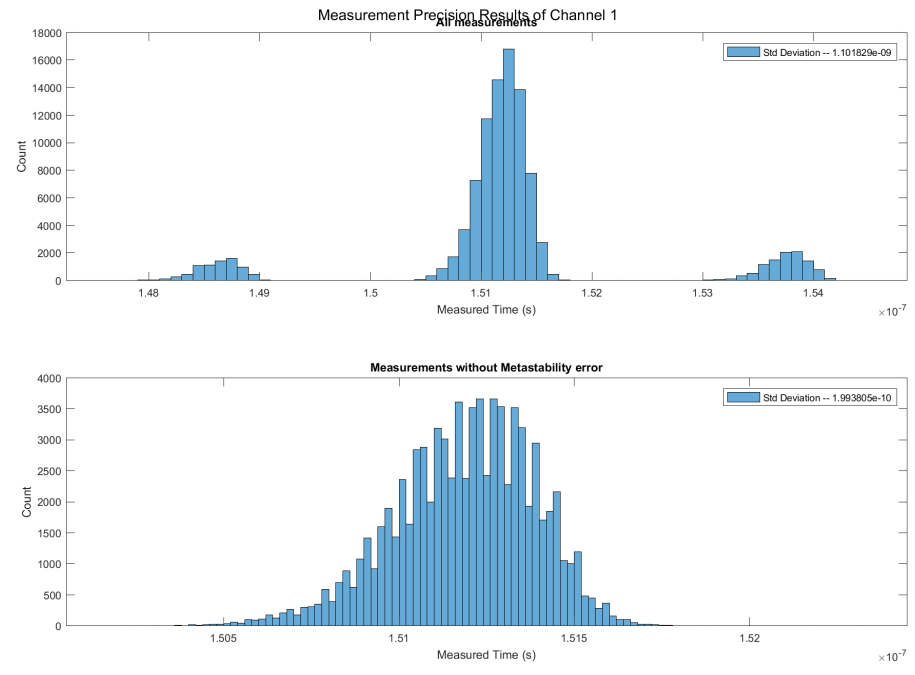 Measurement Precision Results of Channel 1
All measurements
18000
16000
14000
12000
10000
8000
6000
4000
2000
0
Count
Std Deviation -- 1.101829e-09
1.48 1.49 1.5 1.51 1.52 1.53 1.54
Measured Time (s)
×10-7
Measurements without Metastability error
4000
3500
3000
2500
2000
1500
1000
500
0
Count
Std Deviation -- 1.993805e-10
1.505 1.51 1.515 1.52
Measured Time (s)
×10-7